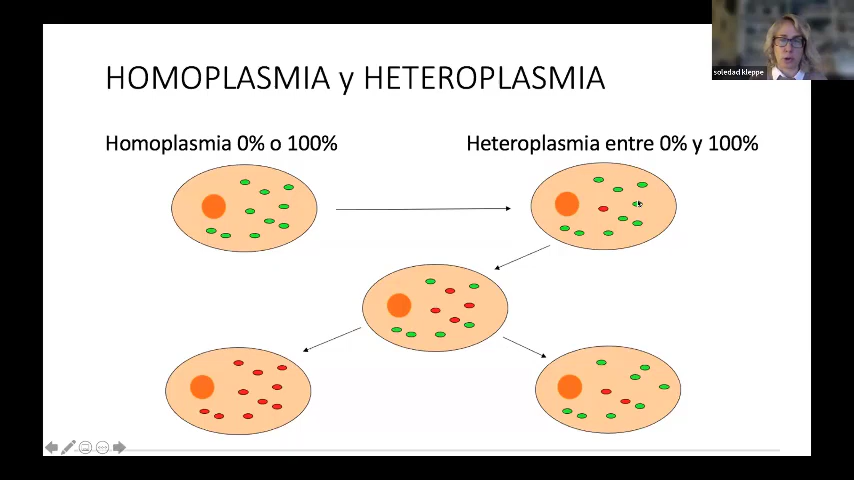 soledad kleppe
HOMOPLASMIA y HETEROPLASMIA
Homoplasmia 0% o 100%
Heteroplasmia entre 0% y 100%